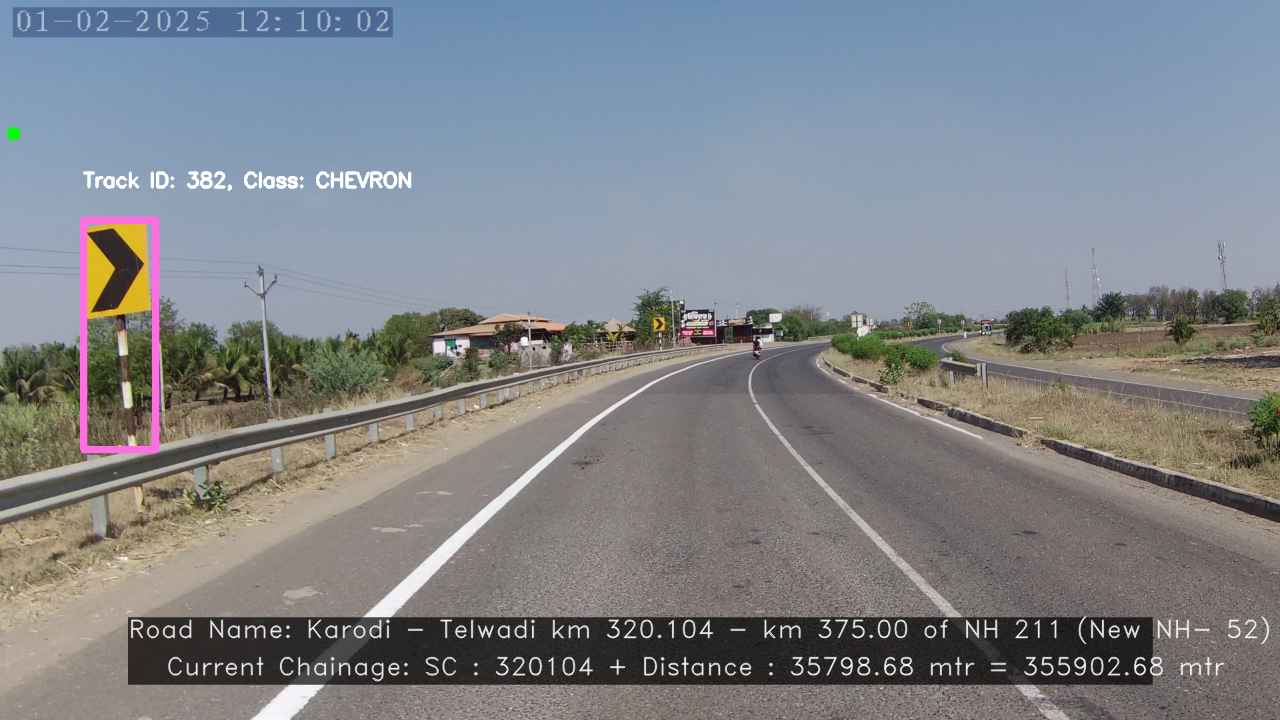 01-02-2025 12:10:02
Track ID: 382, Class: CHEVRON
Road Name: Karodi - Telwadi km 320.104 - km 375.00 of NH 211 (New NH- 52)
Current Chainage: SC : 320104 + Distance : 35798.68 mtr = 355902.68 mtr